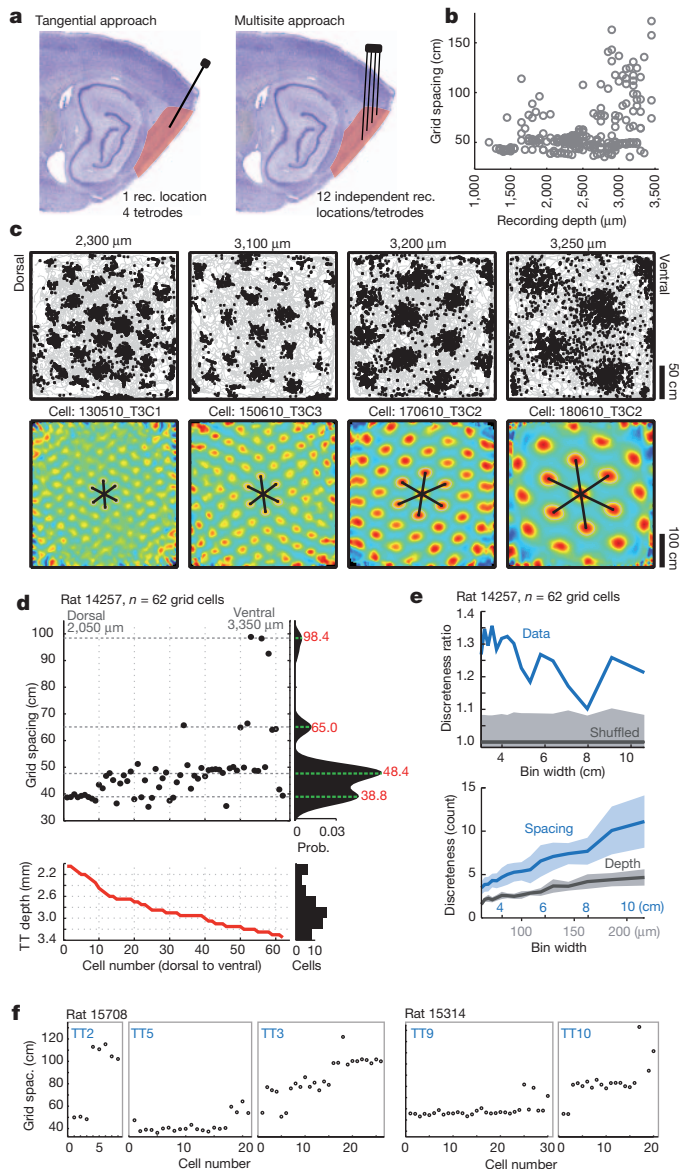 a
Tangential approach
Multisite approach
1 rec. location
4 tetrodes
12 independent rec.
locations/tetrodes
b
Grid spacing (cm)
150
100
50
1,000
1,500
2,000
2,500
3,000
3,500
Recording depth (µm)
c
2,300 µm
3,100 µm
3,200 µm
3,250 µm
Dorsal
Ventral
50 cm
Cell: 130510_T3C1
Cell: 150610_T3C3
Cell: 170610_T3C2
Cell: 180610_T3C2
100 cm
d
Rat 14257, n = 62 grid cells
Dorsal
2,050 µm
Ventral
3,350 µm
Grid spacing (cm)
100
90
80
70
60
50
40
30
98.4
65.0
48.4
38.8
0
0.03
Prob.
TT depth (mm)
2.2
2.6
3.0
3.4
0
10
20
30
40
50
60
Cell number (dorsal to ventral)
0 10
Cells
e
Rat 14257, n = 62 grid cells
Discreteness ratio
1.4
1.3
1.2
1.1
1.0
Data
Shuffled
4
6
8
10
Bin width (cm)
Discreteness (count)
15
10
5
0
Spacing
Depth
4
6
8
10 (cm)
100
150
200 (µm)
Bin width
f
Rat 15708
Rat 15314
Grid spac. (cm)
120
100
80
60
40
TT2
TT5
TT3
TT9
TT10
0
5
0
10
20
0
10
20
0
10
20
30
0
10
20
Cell number
Cell number